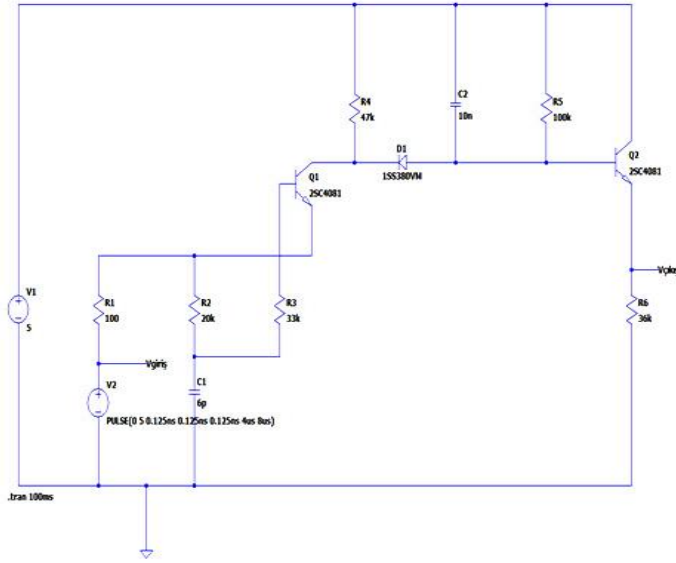 R4
47k
C2
10n
R5
100k
D1
1SS380VM
Q1
2SC4081
Q2
2SC4081
V1
5
R1
100
R2
20k
R3
33k
Vçıkış
R6
36k
Vgiriş
V2
C1
6p
PULSE(0 5 0.125ns 0.125ns 0.125ns 4us 8us)
.tran 100ms